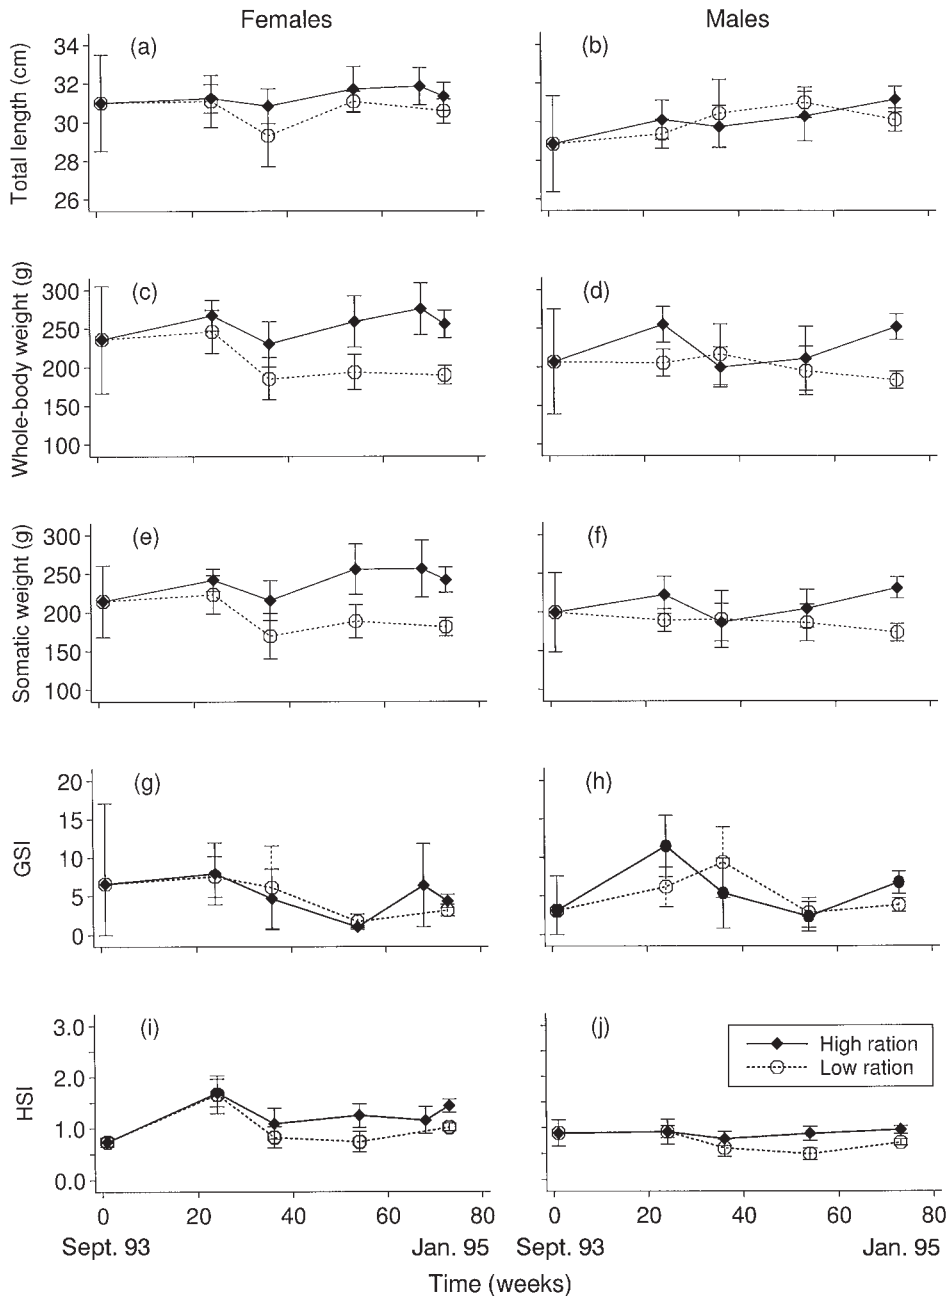 Females
Males
(a)
(b)
Total length (cm)
34
32
30
28
26
(c)
(d)
Whole-body weight (g)
300
250
200
150
100
(e)
(f)
Somatic weight (g)
300
250
200
150
100
(g)
(h)
GSI
20
15
10
5
0
(i)
(j)
HSI
3.0
2.0
1.0
0.0
High ration
Low ration
0 20 40 60 80
0 20 40 60 80
Sept. 93 Jan. 95
Sept. 93 Jan. 95
Time (weeks)